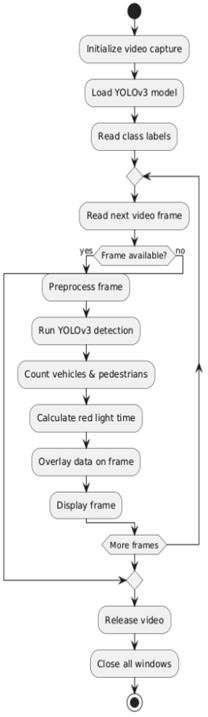 Initialize video capture
Load YOLOv3 model
Read class labels
Read next video frame
yes
Frame available?
no
Preprocess frame
Run YOLOv3 detection
Count vehicles & pedestrians
Calculate red light time
Overlay data on frame
Display frame
More frames
Release video
Close all windows